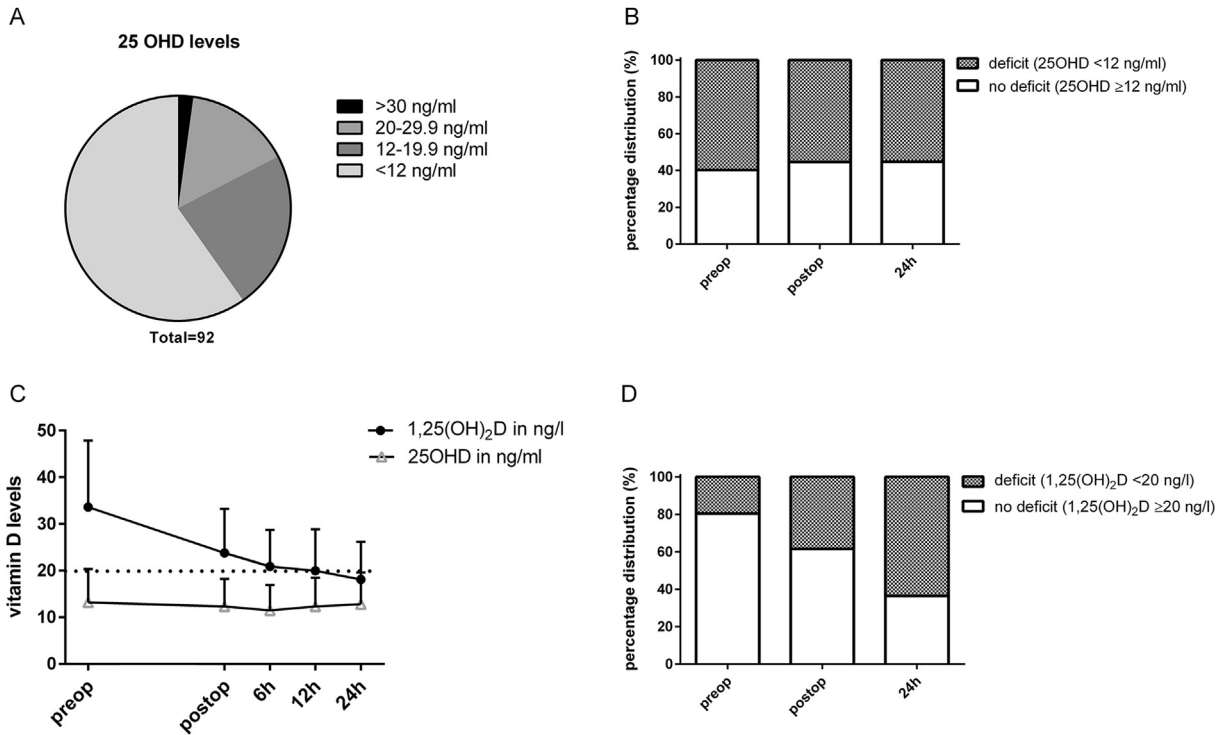 A
25 OHD levels
>30 ng/ml
20-29.9 ng/ml
12-19.9 ng/ml
<12 ng/ml
Total=92
B
percentage distribution (%)
100
80
60
40
20
0
preop
postop
24h
deficit (25OHD <12 ng/ml)
no deficit (25OHD ≥12 ng/ml)
C
vitamin D levels
50
40
30
20
10
0
preop
postop
6h
12h
24h
1,25(OH)₂D in ng/l
25OHD in ng/ml
D
percentage distribution (%)
100
80
60
40
20
0
preop
postop
24h
deficit (1,25(OH)₂D <20 ng/l)
no deficit (1,25(OH)₂D ≥20 ng/l)